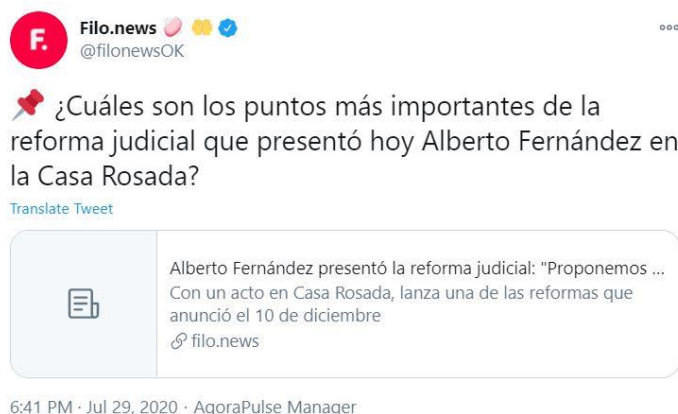 F.
Filo.news
@filonewsOK
📌 ¿Cuáles son los puntos más importantes de la
reforma judicial que presentó hoy Alberto Fernández en
la Casa Rosada?
Translate Tweet
Alberto Fernández presentó la reforma judicial: "Proponemos ...
Con un acto en Casa Rosada, lanza una de las reformas que
anunció el 10 de diciembre
filo.news
6:41 PM · Jul 29, 2020 · AgoraPulse Manager